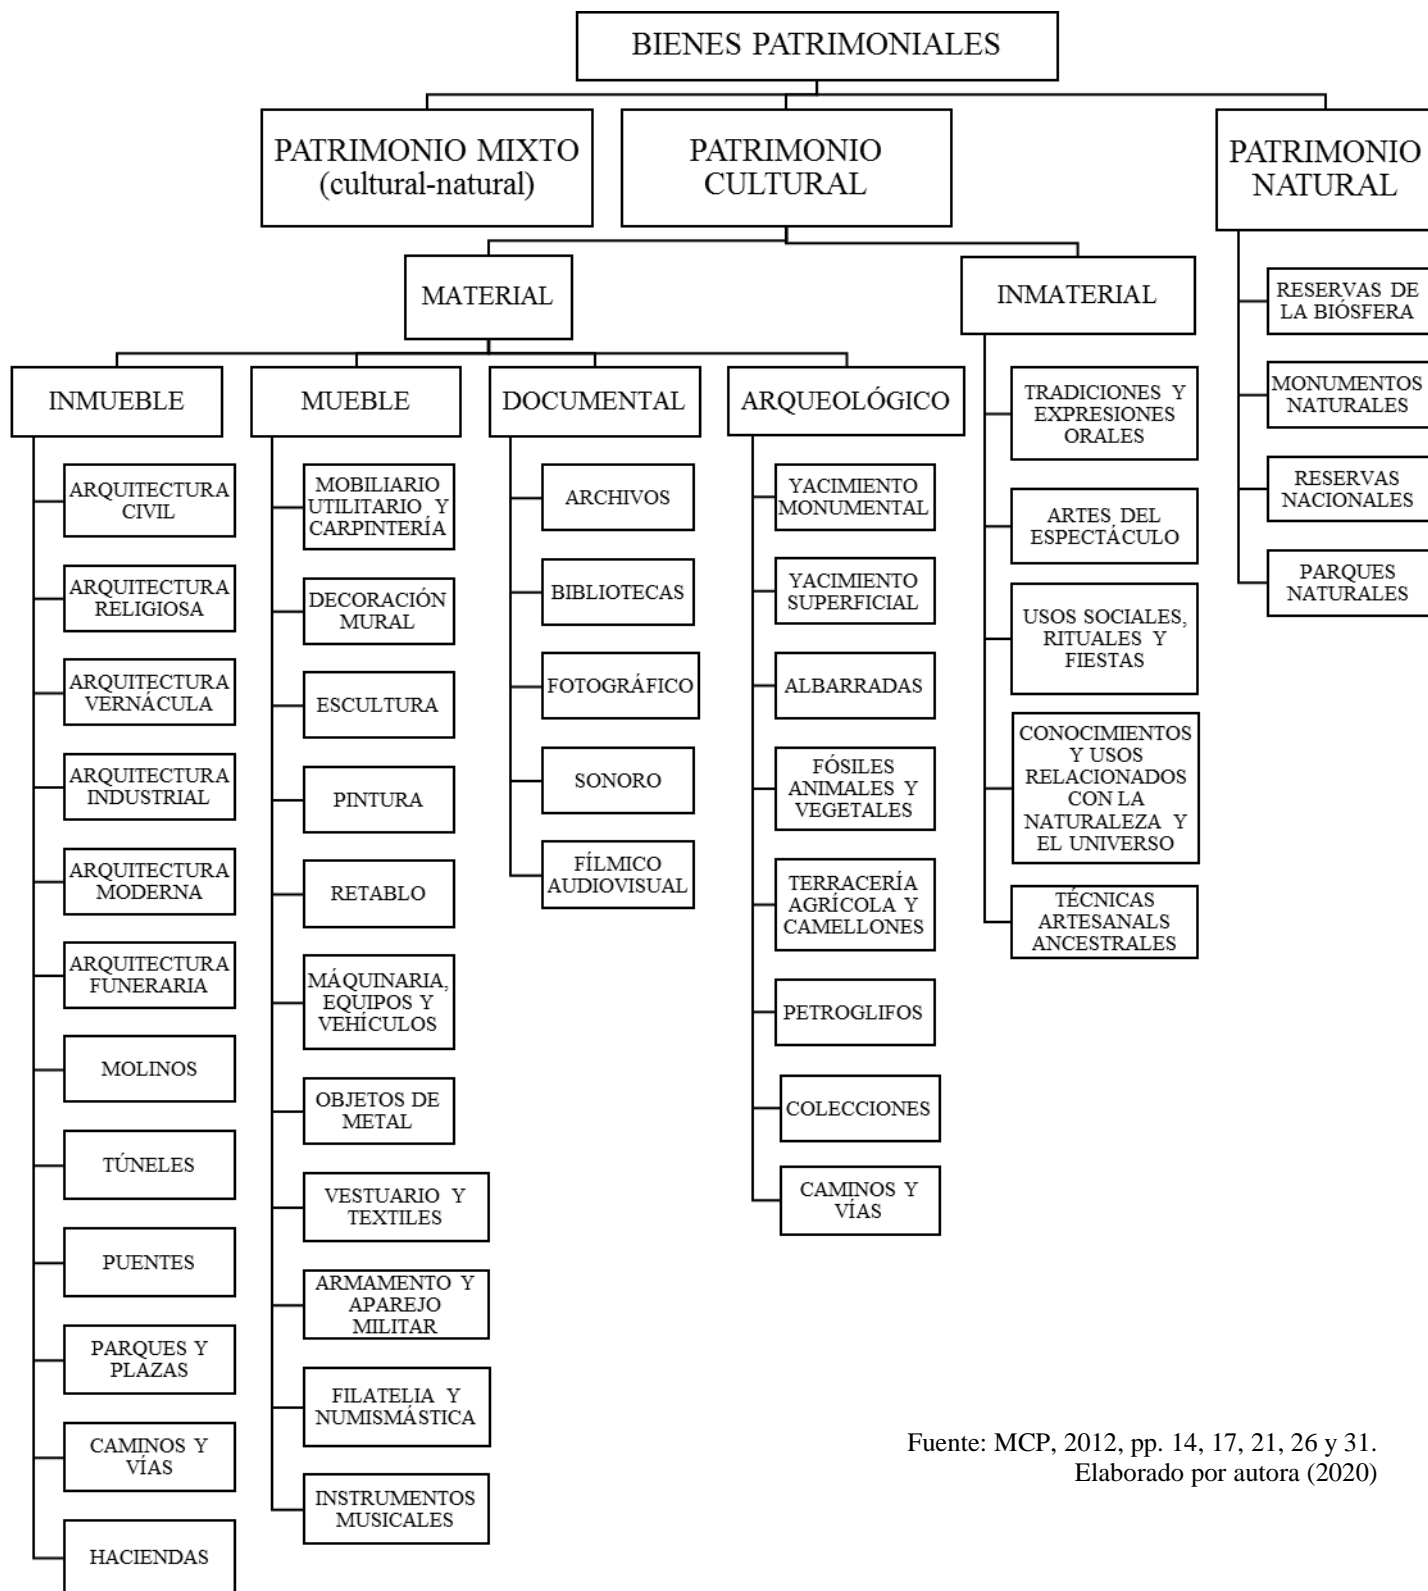 BIENES PATRIMONIALES
PATRIMONIO MIXTO
(cultural-natural)
PATRIMONIO
CULTURAL
PATRIMONIO
NATURAL
MATERIAL
INMATERIAL
INMUEBLE
ARQUITECTURA
CIVIL
ARQUITECTURA
RELIGIOSA
ARQUITECTURA
VERNÁCULA
ARQUITECTURA
INDUSTRIAL
ARQUITECTURA
MODERNA
ARQUITECTURA
FUNERARIA
MOLINOS
TÚNELES
PUENTES
PARQUES Y
PLAZAS
CAMINOS Y
VÍAS
HACIENDAS
MUEBLE
MOBILIARIO
UTILITARIO Y
CARPINTERÍA
DECORACIÓN
MURAL
ESCULTURA
PINTURA
RETABLO
MÁQUINARIA,
EQUIPOS Y
VEHÍCULOS
OBJETOS DE
METAL
VESTUARIO Y
TEXTILES
ARMAMENTO Y
APAREJO
MILITAR
FILATELIA Y
NUMISMÁSTICA
INSTRUMENTOS
MUSICALES
DOCUMENTAL
ARCHIVOS
BIBLIOTECAS
FOTOGRÁFICO
SONORO
FÍLMICO
AUDIOVISUAL
ARQUEOLÓGICO
YACIMIENTO
MONUMENTAL
YACIMIENTO
SUPERFICIAL
ALBARRADAS
FÓSILES
ANIMALES Y
VEGETALES
TERRACERÍA
AGRÍCOLA Y
CAMELLONES
PETROGLIFOS
COLECCIONES
CAMINOS Y
VÍAS
TRADICIONES Y
EXPRESIONES
ORALES
ARTES DEL
ESPECTÁCULO
USOS SOCIALES,
RITUALES Y
FIESTAS
CONOCIMIENTOS
Y USOS
RELACIONADOS
CON LA
NATURALEZA Y
EL UNIVERSO
TÉCNICAS
ARTESANALS
ANCESTRALES
RESERVAS DE
LA BIÓSFERA
MONUMENTOS
NATURALES
RESERVAS
NACIONALES
PARQUES
NATURALES
Fuente: MCP, 2012, pp. 14, 17, 21, 26 y 31.
Elaborado por autora (2020)